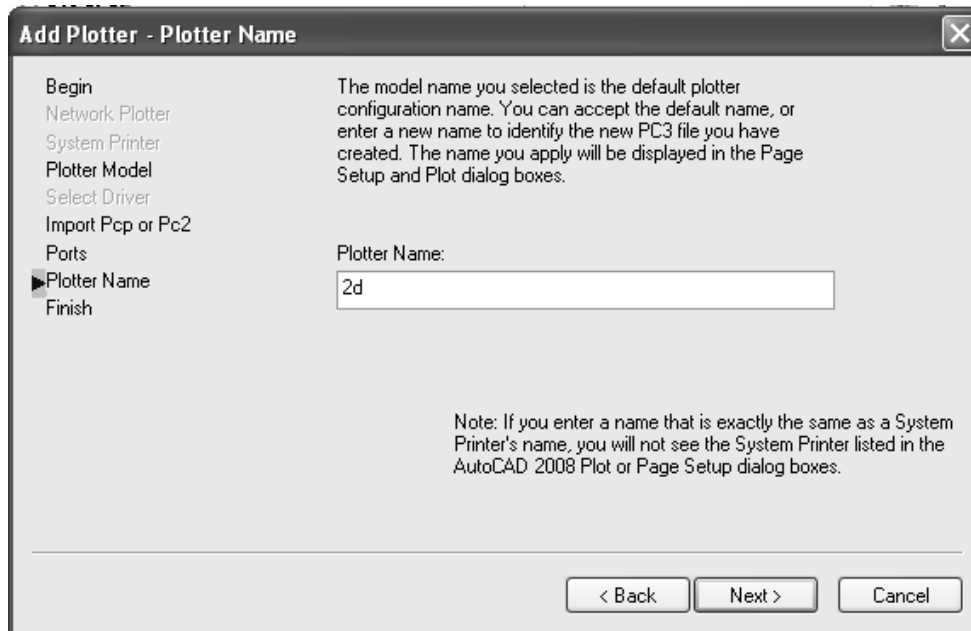 Add Plotter - Plotter Name
Begin
Network Plotter
System Printer
Plotter Model
Select Driver
Import Pcp or Pc2
Ports
Plotter Name
Finish
The model name you selected is the default plotter
configuration name. You can accept the default name, or
enter a new name to identify the new PC3 file you have
created. The name you apply will be displayed in the Page
Setup and Plot dialog boxes.
Plotter Name:
2d
Note: If you enter a name that is exactly the same as a System
Printer's name, you will not see the System Printer listed in the
AutoCAD 2008 Plot or Page Setup dialog boxes.
< Back
Next >
Cancel